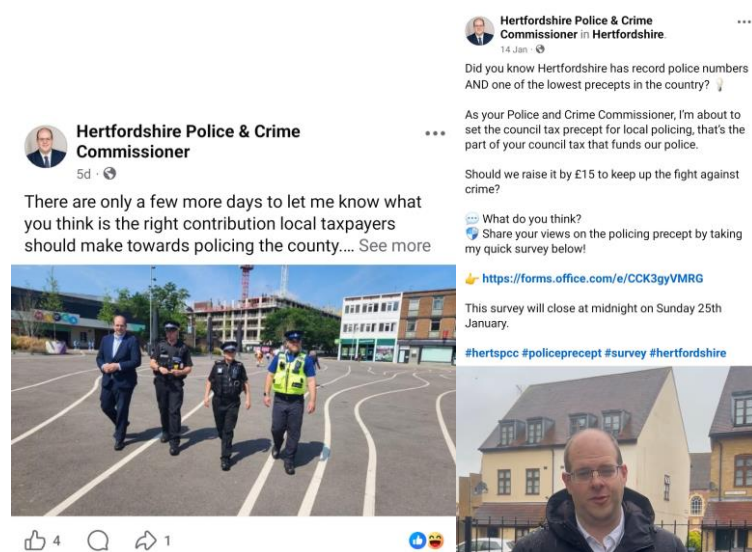 Hertfordshire Police & Crime
Commissioner
5d
There are only a few more days to let me know what
you think is the right contribution local taxpayers
should make towards policing the county.... See more
4
1
Hertfordshire Police & Crime
Commissioner in Hertfordshire.
14 Jan
Did you know Hertfordshire has record police numbers
AND one of the lowest precepts in the country? 💡
As your Police and Crime Commissioner, I'm about to
set the council tax precept for local policing, that's the
part of your council tax that funds our police.
Should we raise it by £15 to keep up the fight against
crime?
💬 What do you think?
Share your views on the policing precept by taking
my quick survey below!
👉 https://forms.office.com/e/CCK3gyVMRG
This survey will close at midnight on Sunday 25th
January.
#hertspcc #policeprecept #survey #hertfordshire